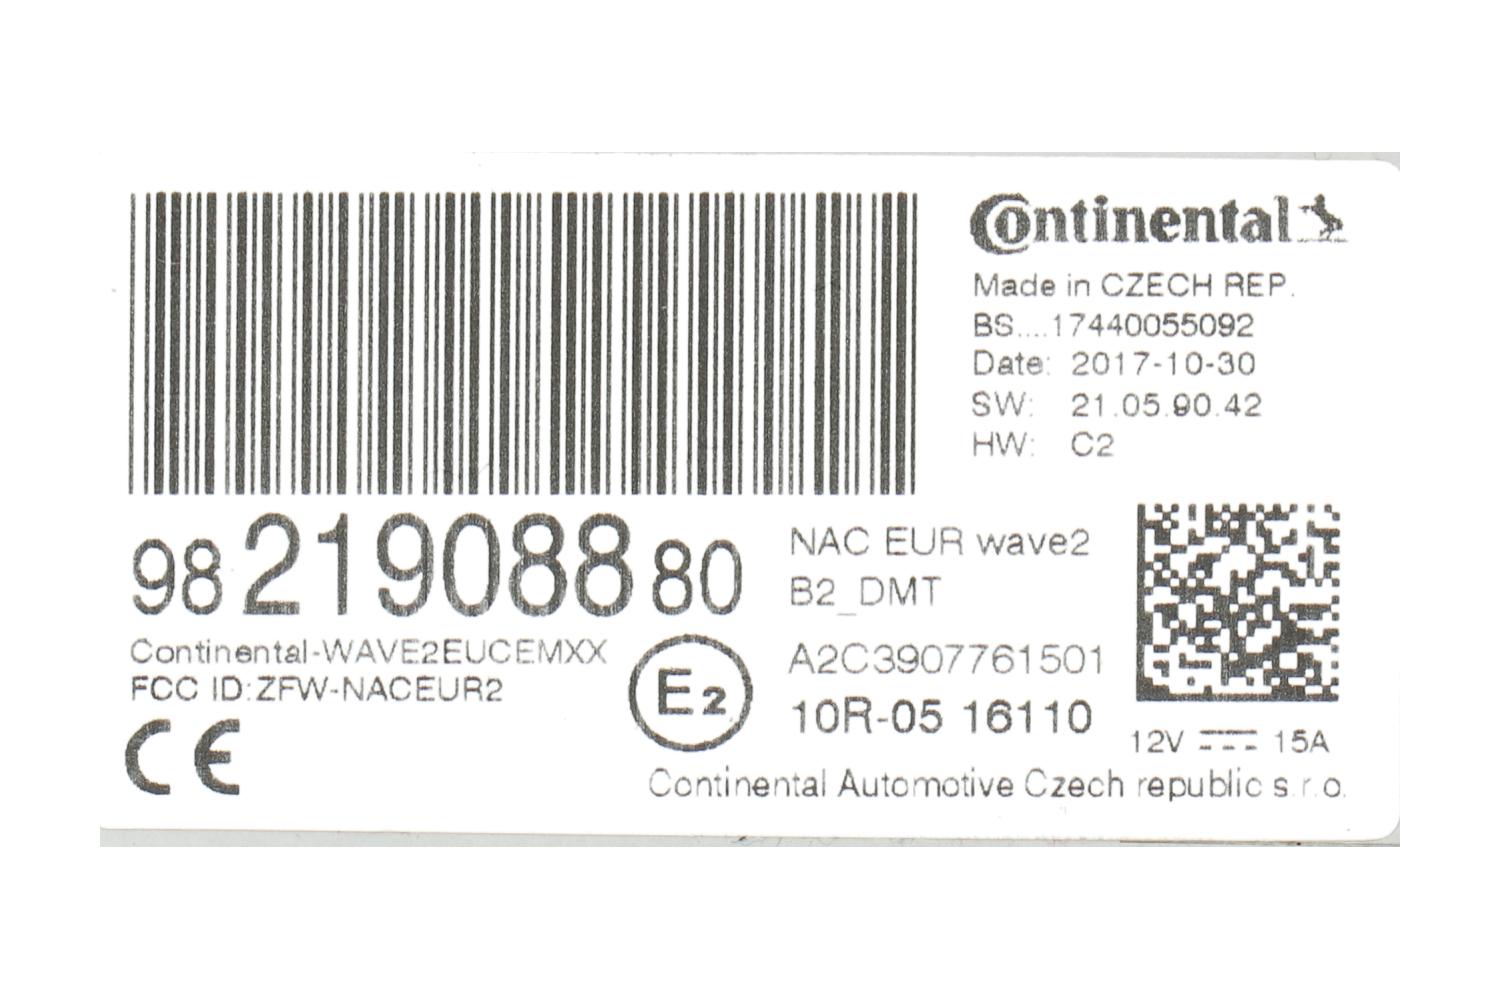 Continental
Made in CZECH REP.
BS....17440055092
Date: 2017-10-30
SW: 21.05.90.42
HW: C2
98 219088 80
NAC EUR wave2
B2_DMT
Continental-WAVE2EUCEMXX
FCC ID:ZFW-NACEUR2
CE
E2
A2C3907761501
10R-05 16110
12V 15A
Continental Automotive Czech republic s.r.o.